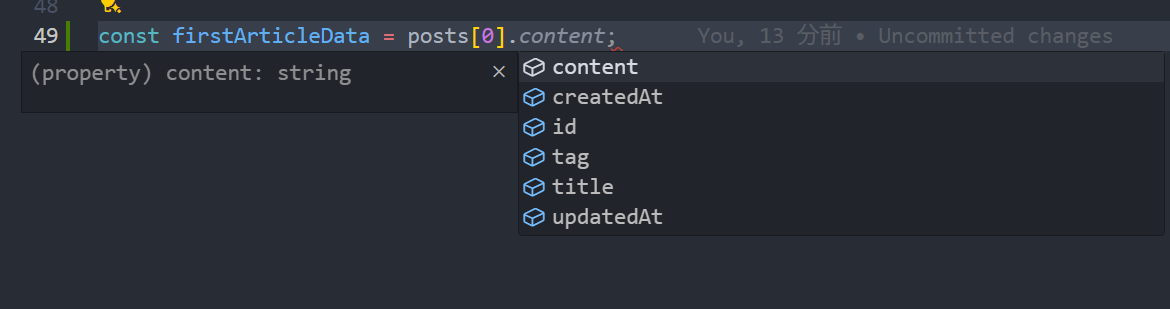 48
49 const firstArticleData = posts[0].content; You, 13 分前 • Uncommitted changes
(property) content: string ×
content
createdAt
id
tag
title
updatedAt